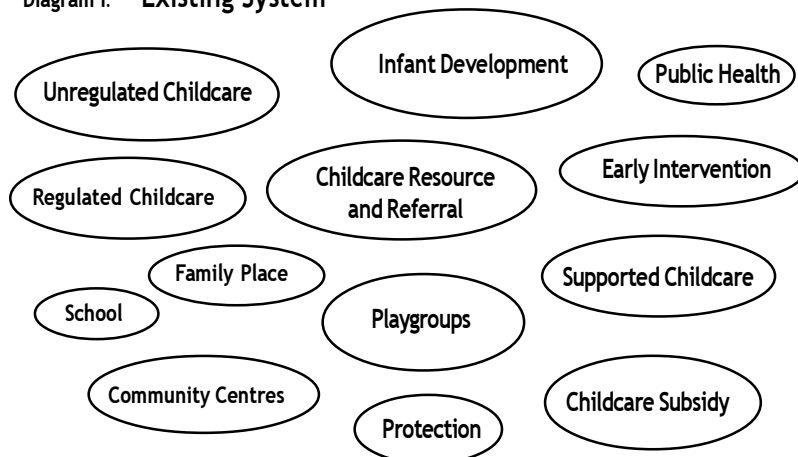 Diagram 1. Existing System
Infant Development
Public Health
Unregulated Childcare
Early Intervention
Childcare Resource
and Referral
Regulated Childcare
Family Place
Supported Childcare
School
Playgroups
Community Centres
Childcare Subsidy
Protection